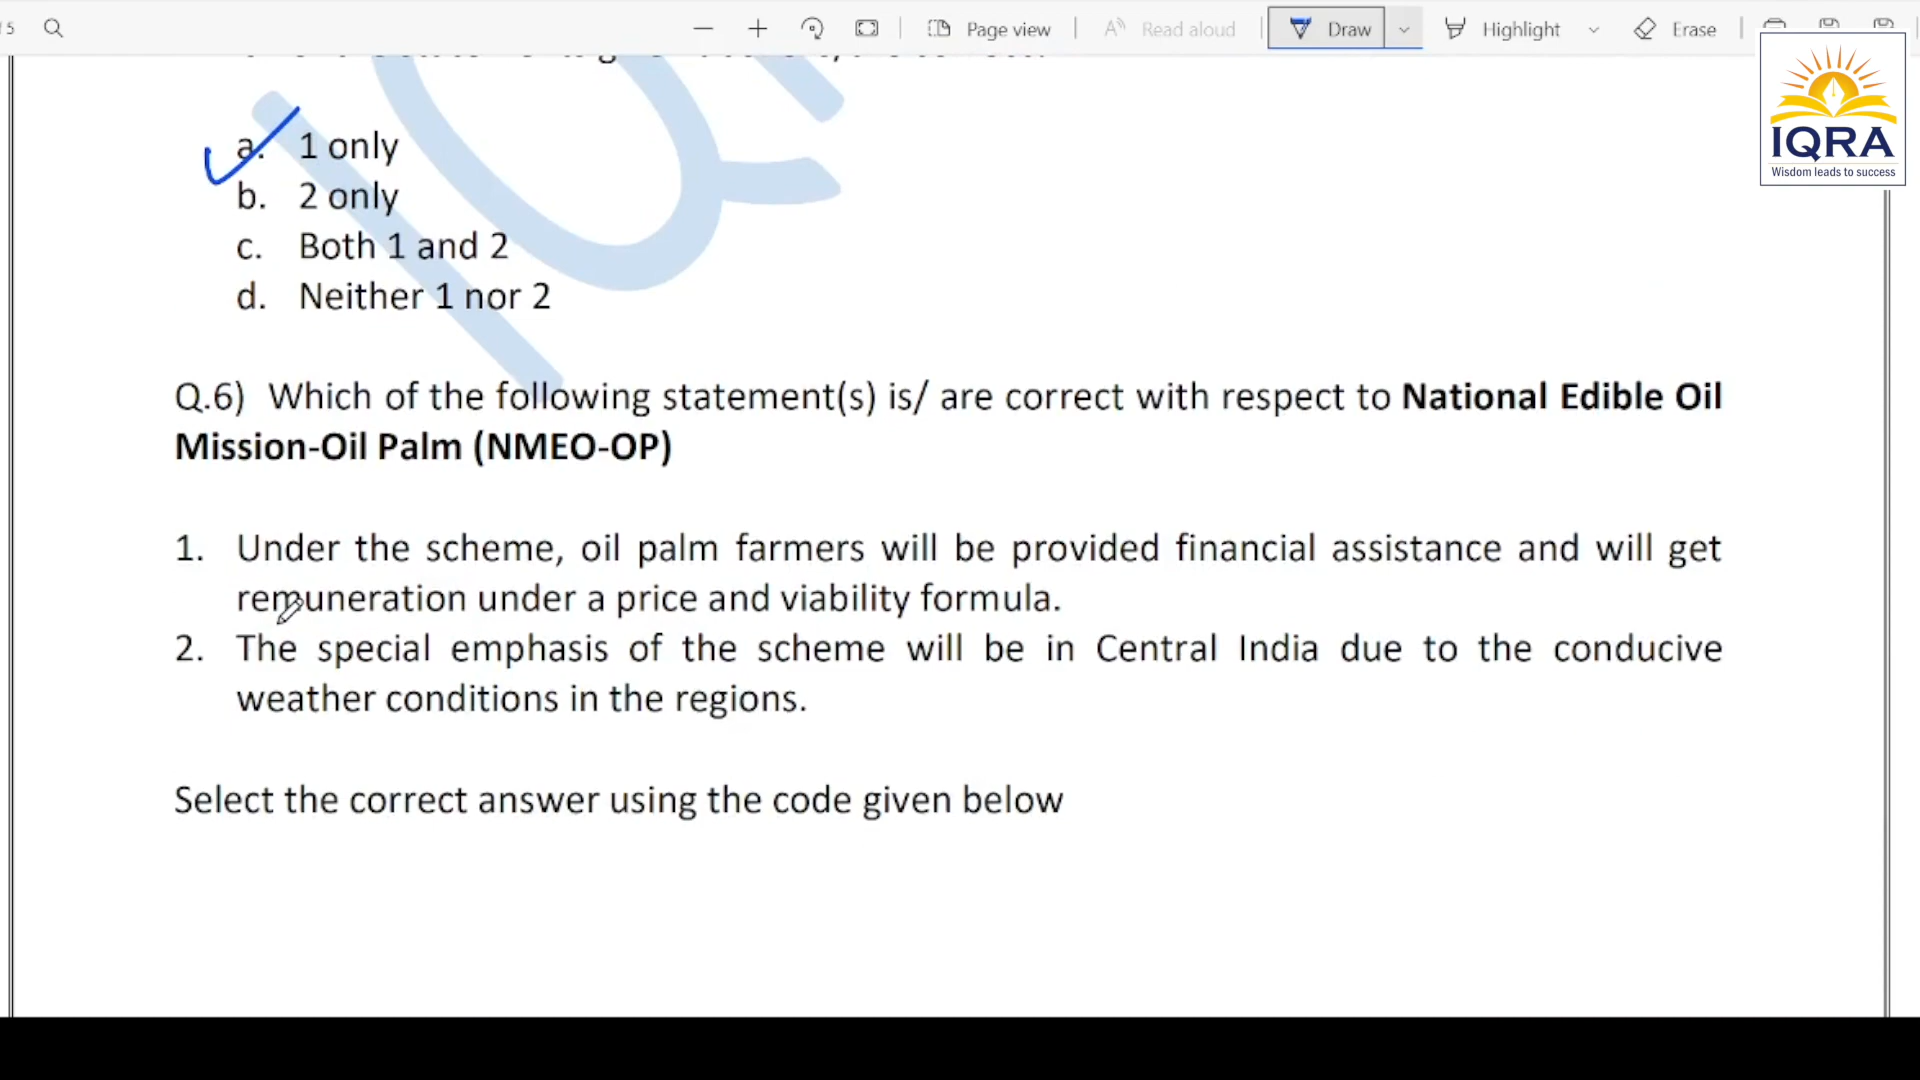 15
Page view
Read aloud
Draw
Highlight
Erase
IQRA
Wisdom leads to success
a. 1 only
b. 2 only
c. Both 1 and 2
d. Neither 1 nor 2
Q.6) Which of the following statement(s) is/ are correct with respect to National Edible Oil
Mission-Oil Palm (NMEO-OP)
1. Under the scheme, oil palm farmers will be provided financial assistance and will get
remuneration under a price and viability formula.
2. The special emphasis of the scheme will be in Central India due to the conducive
weather conditions in the regions.
Select the correct answer using the code given below